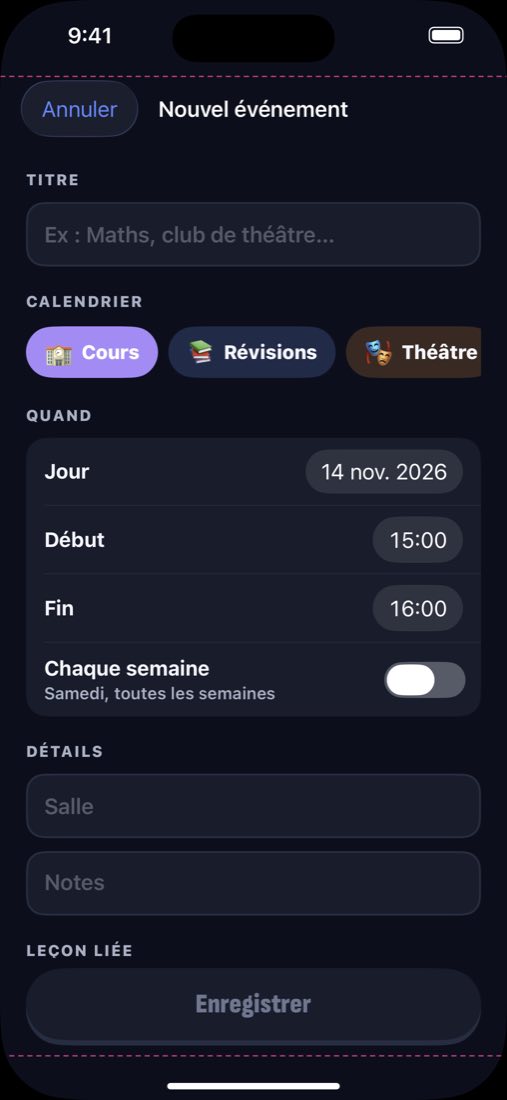 9:41
Annuler
Nouvel événement
TITRE
Ex : Maths, club de théâtre...
CALENDRIER
Cours
Révisions
Théâtre
QUAND
Jour
14 nov. 2026
Début
15:00
Fin
16:00
Chaque semaine
Samedi, toutes les semaines
DÉTAILS
Salle
Notes
LEÇON LIÉE
Enregistrer